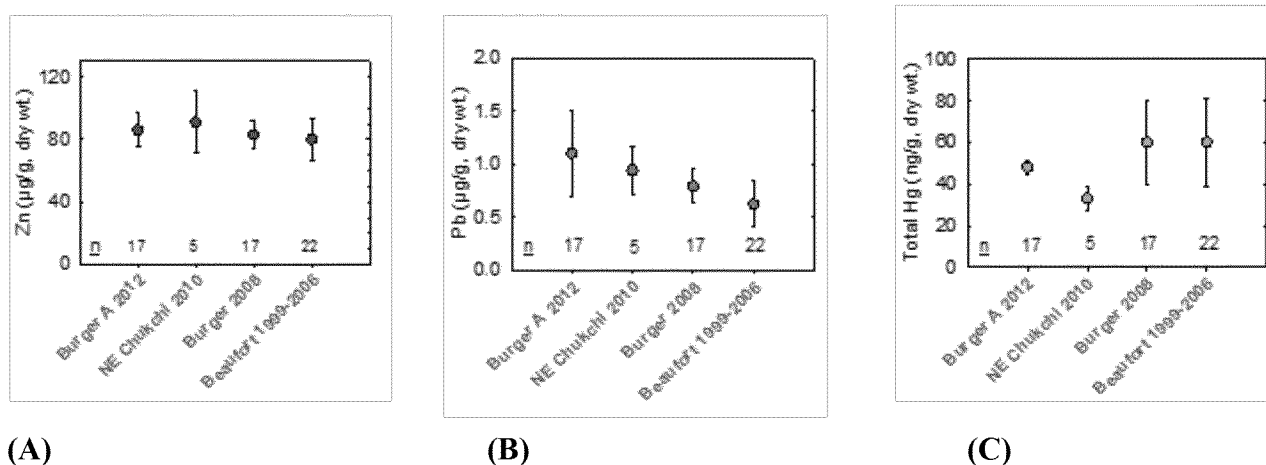 Zn (µg/g, dry wt.)
120
80
40
0
n 17 5 17 22
Burger A 2012
NE Chukchi 2010
Burger 2008
Beaufort 1999-2006
(A)
Pb (µg/g, dry wt.)
2.0
1.5
1.0
0.5
0.0
n 17 5 17 22
Burger A 2012
NE Chukchi 2010
Burger 2008
Beaufort 1999-2006
(B)
Total Hg (ng/g, dry wt.)
100
80
60
40
20
0
n 17 5 17 22
Burger A 2012
NE Chukchi 2010
Burger 2008
Beaufort 1999-2006
(C)